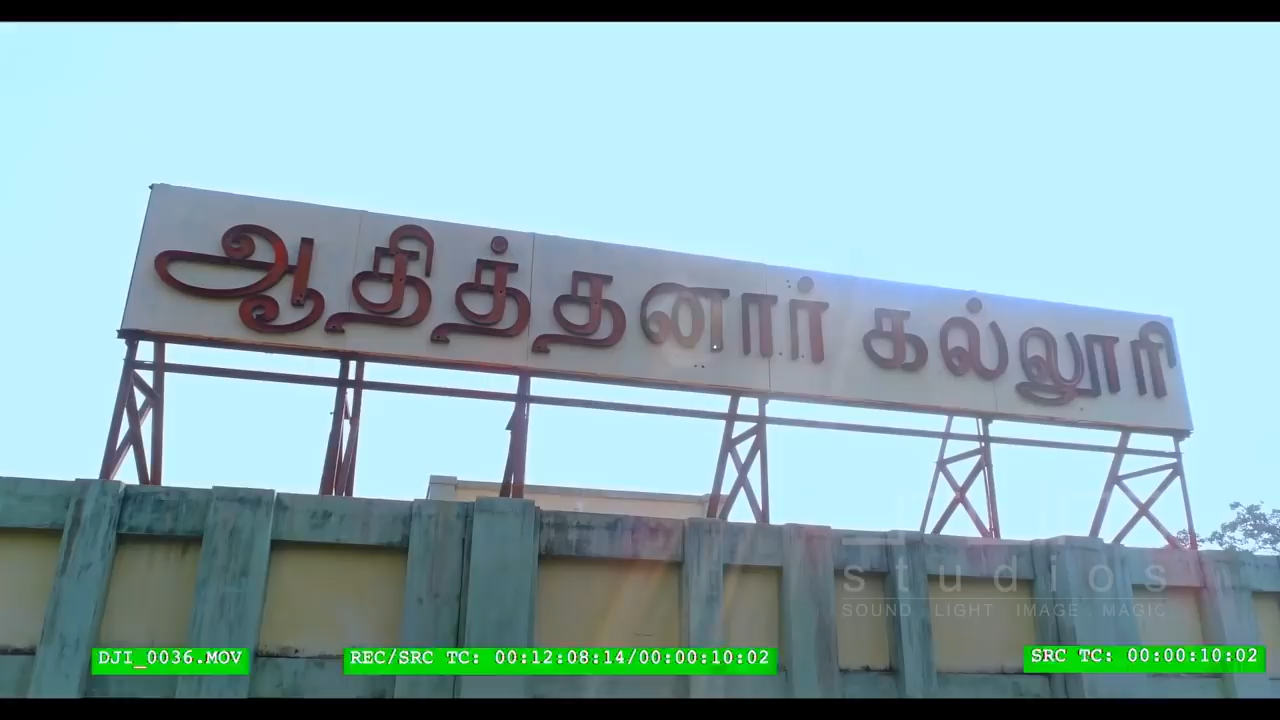 ஆதித்தனார் கல்லூரி
studios
SOUND LIGHT IMAGE MAGIC
DJI_0036.MOV
REC/SRC TC: 00:12:08:14/00:00:10:02
SRC TC: 00:00:10:02